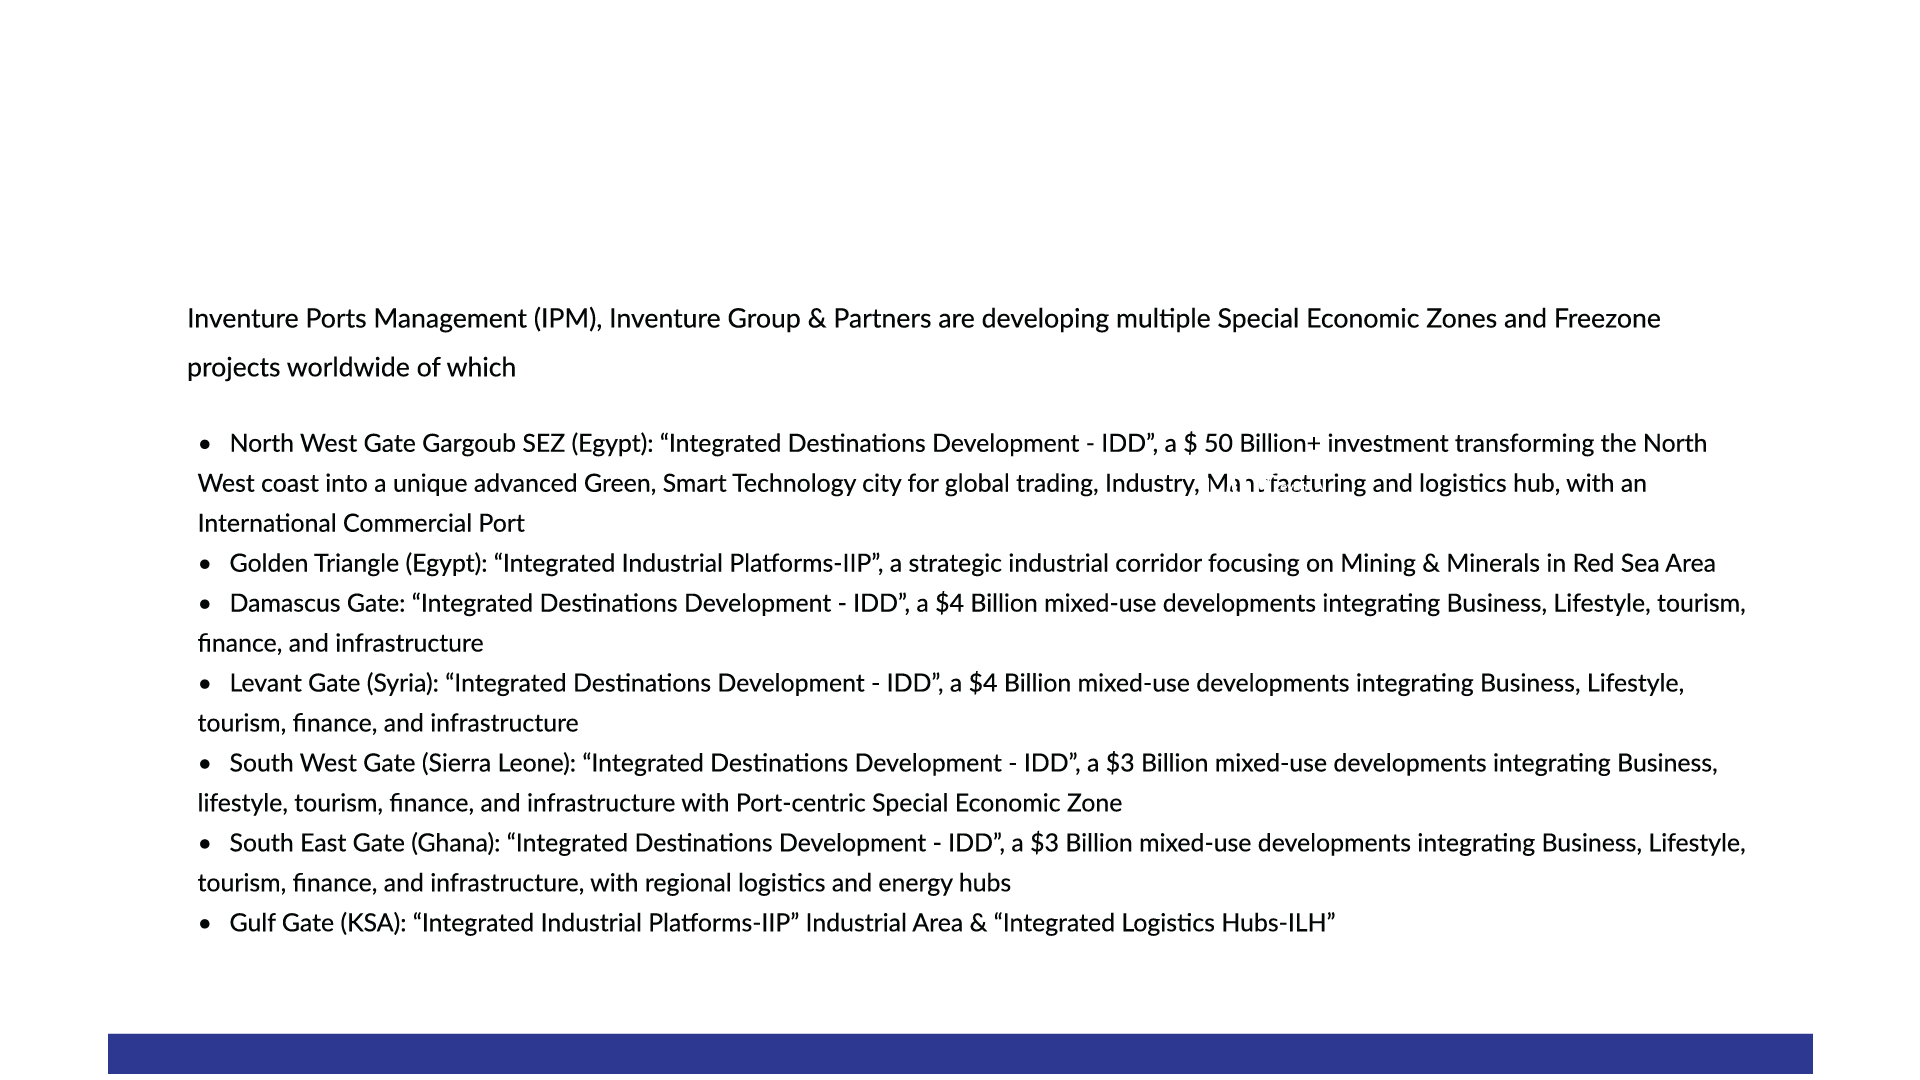 Inventure Ports Management (IPM), Inventure Group & Partners are developing multiple Special Economic Zones and Freezone
projects worldwide of which
• North West Gate Gargoub SEZ (Egypt): “Integrated Destinations Development - IDD”, a $ 50 Billion+ investment transforming the North
West coast into a unique advanced Green, Smart Technology city for global trading, Industry, Manufacturing and logistics hub, with an
International Commercial Port
• Golden Triangle (Egypt): “Integrated Industrial Platforms-IIP”, a strategic industrial corridor focusing on Mining & Minerals in Red Sea Area
• Damascus Gate: “Integrated Destinations Development - IDD”, a $4 Billion mixed-use developments integrating Business, Lifestyle, tourism,
finance, and infrastructure
• Levant Gate (Syria): “Integrated Destinations Development - IDD”, a $4 Billion mixed-use developments integrating Business, Lifestyle,
tourism, finance, and infrastructure
• South West Gate (Sierra Leone): “Integrated Destinations Development - IDD”, a $3 Billion mixed-use developments integrating Business,
lifestyle, tourism, finance, and infrastructure with Port-centric Special Economic Zone
• South East Gate (Ghana): “Integrated Destinations Development - IDD”, a $3 Billion mixed-use developments integrating Business, Lifestyle,
tourism, finance, and infrastructure, with regional logistics and energy hubs
• Gulf Gate (KSA): “Integrated Industrial Platforms-IIP” Industrial Area & “Integrated Logistics Hubs-ILH”